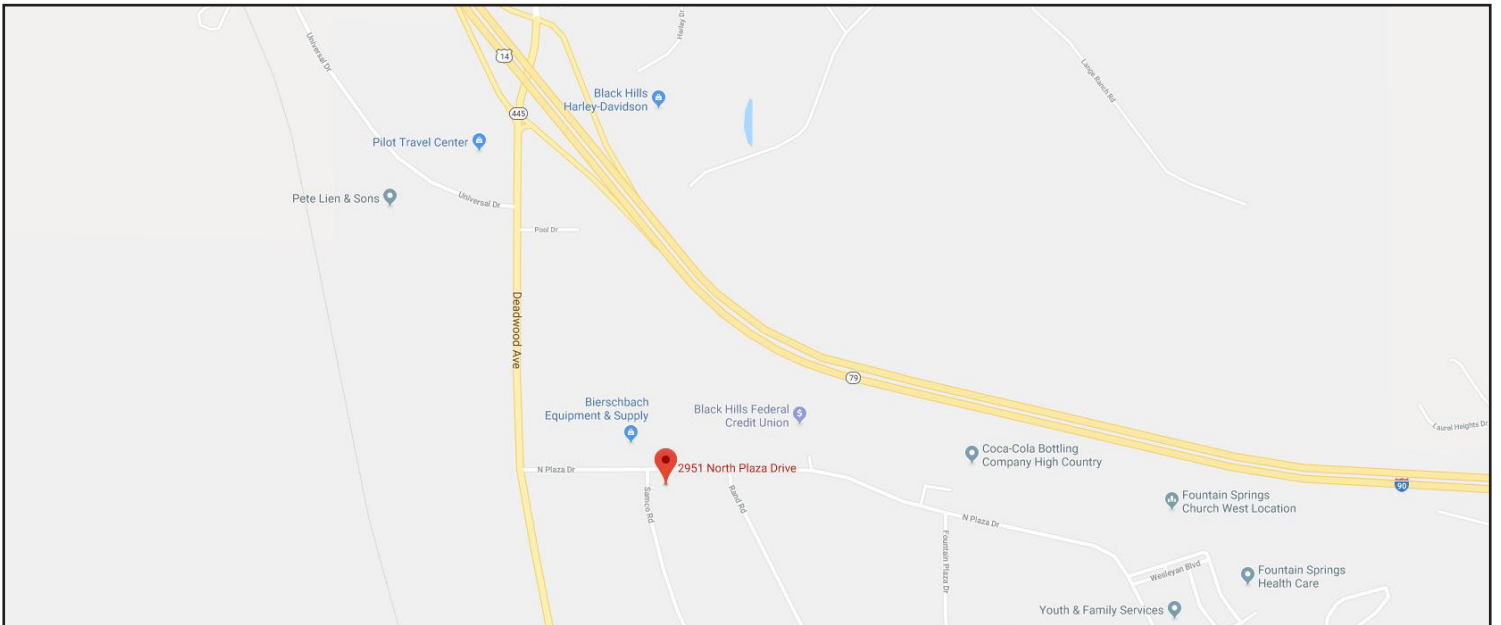 Universal Dr
Harley Dr
14
Lange Ranch Rd
Black Hills
Harley-Davidson
445
Pilot Travel Center
Pete Lien & Sons
Universal Dr
Pool Dr
Deadwood Ave
79
Bierschbach
Equipment & Supply
Black Hills Federal
Credit Union
$
Laurel Heights Dr
Coca-Cola Bottling
Company High Country
N Plaza Dr
2951 North Plaza Drive
90
Samco Rd
Rand Rd
Fountain Springs
Church West Location
N Plaza Dr
Fountain Plaza Dr
Wesleyan Blvd
Fountain Springs
Health Care
Youth & Family Services